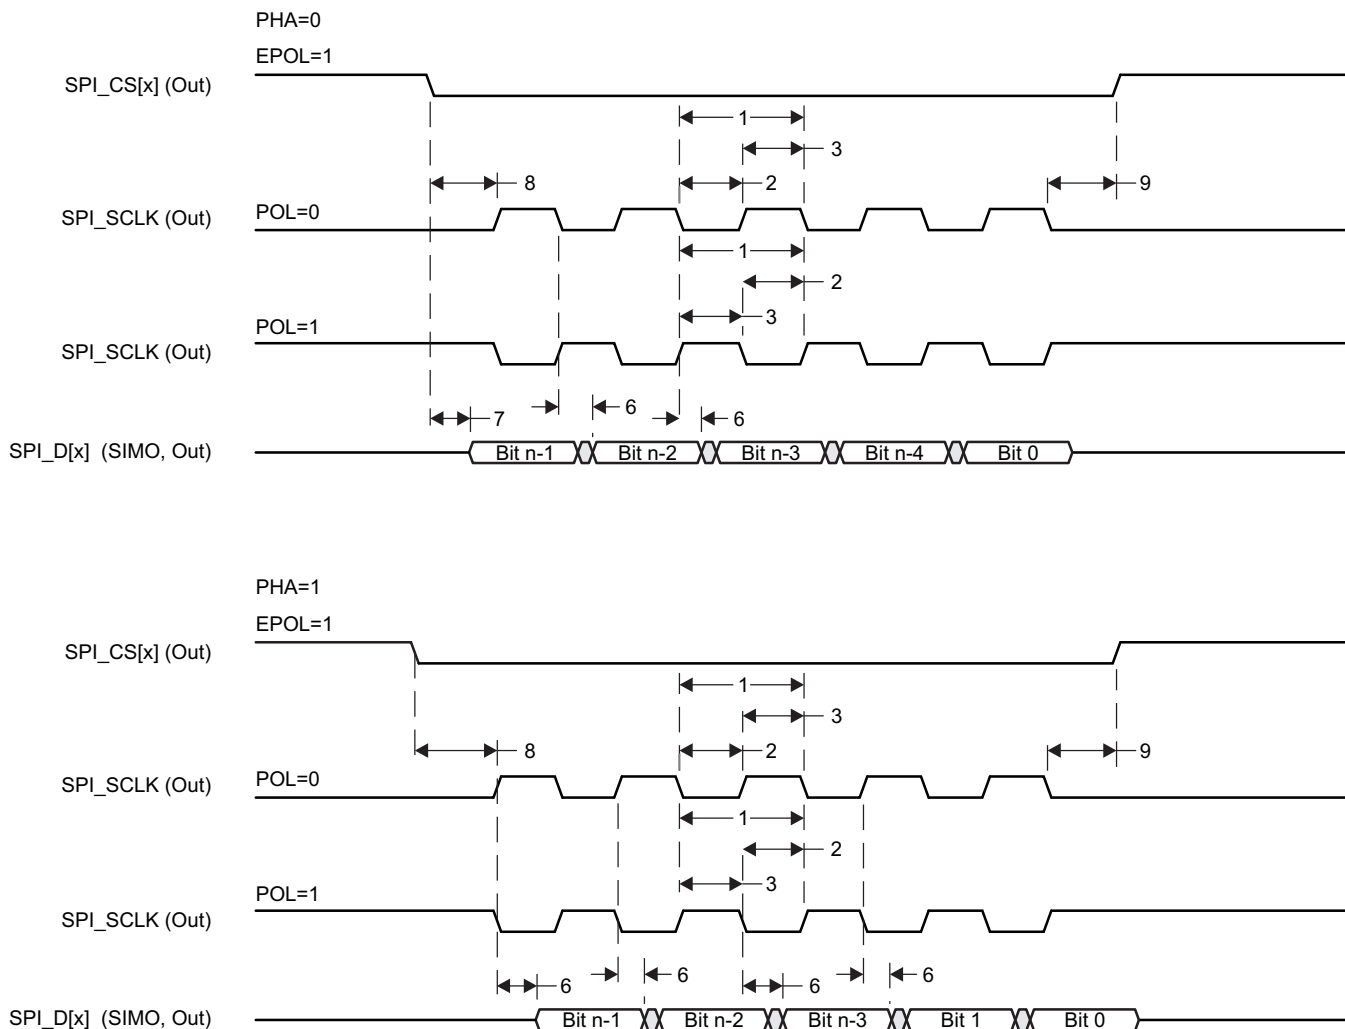 PHA=0
EPOL=1
SPI_CS[x] (Out)
1
3
8
2
9
POL=0
SPI_SCLK (Out)
1
2
3
POL=1
SPI_SCLK (Out)
7
6
6
SPI_D[x] (SIMO, Out)
Bit n-1 Bit n-2 Bit n-3 Bit n-4 Bit 0
PHA=1
EPOL=1
SPI_CS[x] (Out)
1
3
8
2
9
POL=0
SPI_SCLK (Out)
1
2
3
POL=1
SPI_SCLK (Out)
6
6
6
6
SPI_D[x] (SIMO, Out)
Bit n-1 Bit n-2 Bit n-3 Bit 1 Bit 0